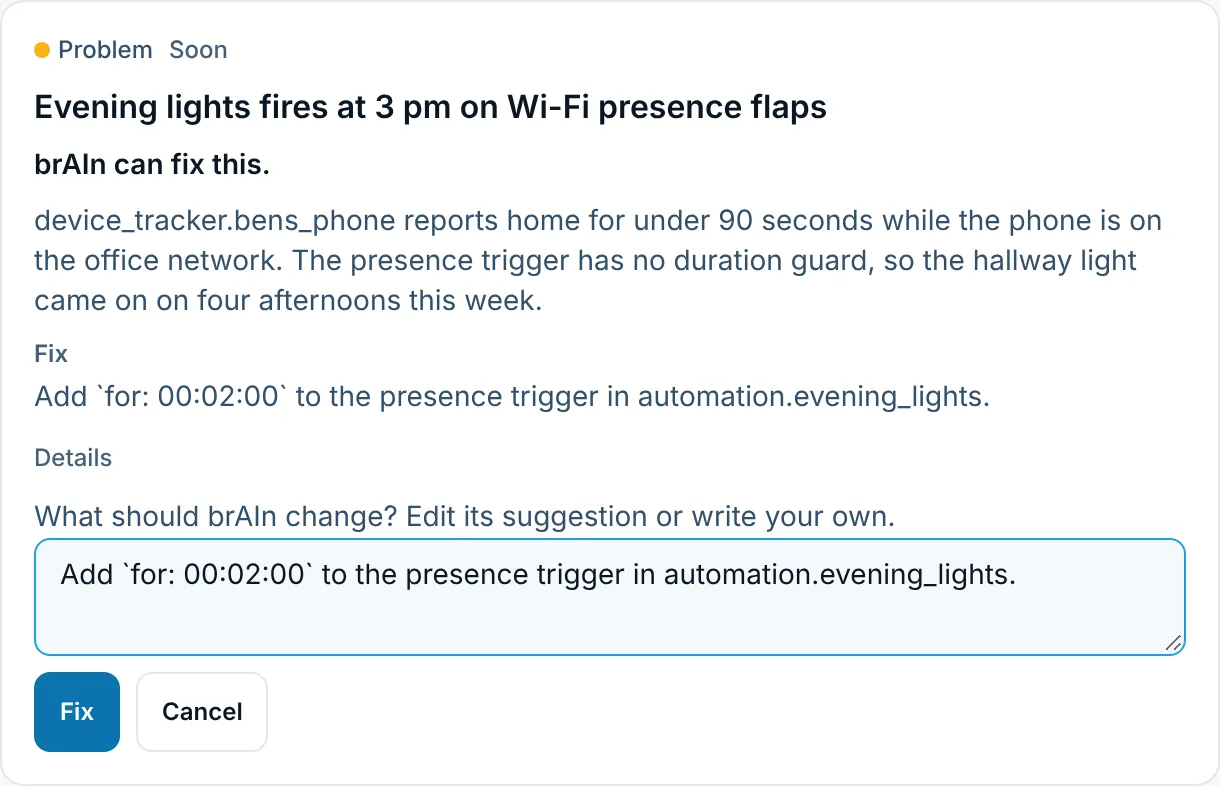 Problem Soon
Evening lights fires at 3 pm on Wi-Fi presence flaps
brAIn can fix this.
device_tracker.bens_phone reports home for under 90 seconds while the phone is on
the office network. The presence trigger has no duration guard, so the hallway light
came on on four afternoons this week.
Fix
Add `for: 00:02:00` to the presence trigger in automation.evening_lights.
Details
What should brAIn change? Edit its suggestion or write your own.
Add `for: 00:02:00` to the presence trigger in automation.evening_lights.
Fix Cancel